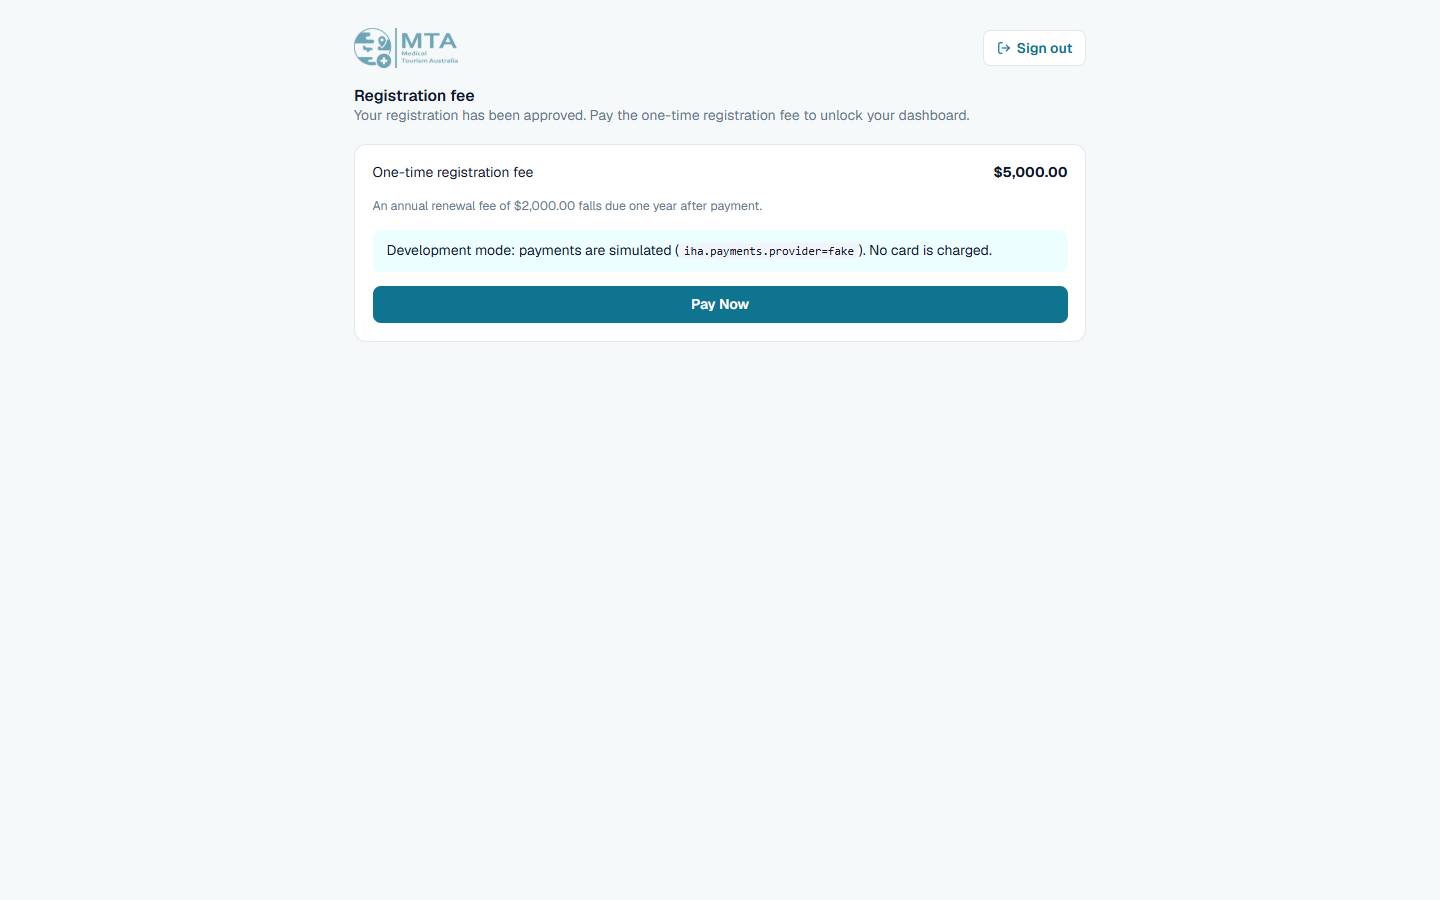 MTA
Medical
Tourism Australia
Sign out
Registration fee
Your registration has been approved. Pay the one-time registration fee to unlock your dashboard.
One-time registration fee $5,000.00
An annual renewal fee of $2,000.00 falls due one year after payment.
Development mode: payments are simulated ( iha.payments.provider=fake ). No card is charged.
Pay Now